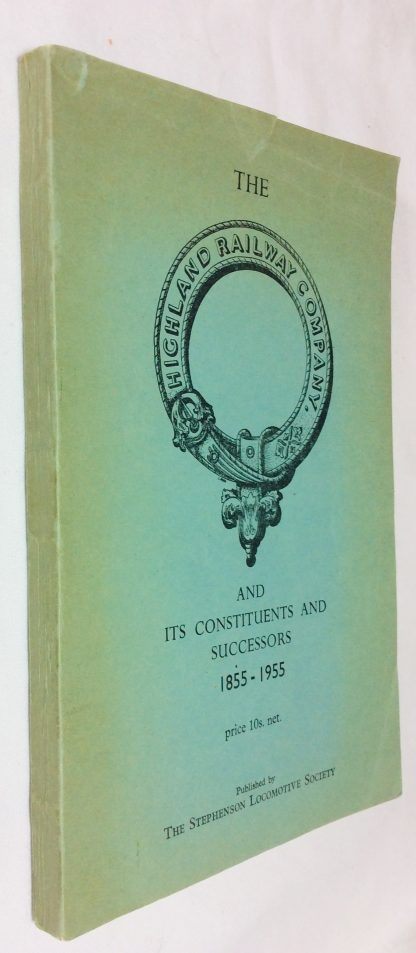 THE
HIGHLAND RAILWAY COMPANY.
AND
ITS CONSTITUENTS AND
SUCCESSORS
1855-1955
price 10s. net.
Published by
THE STEPHENSON LOCOMOTIVE SOCIETY